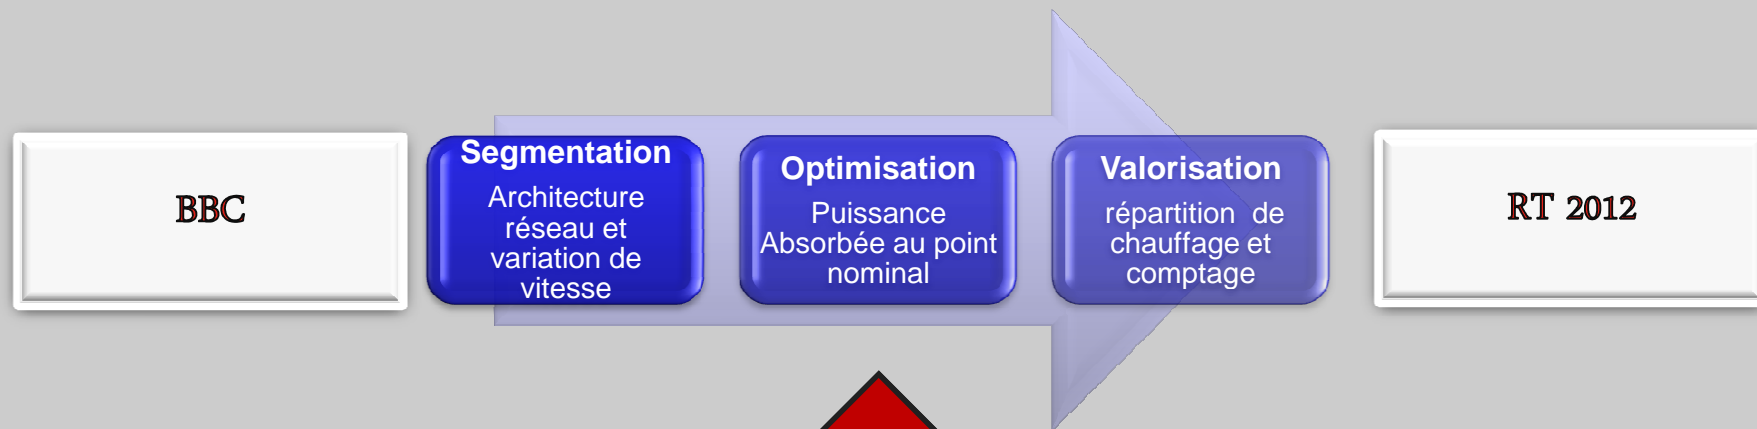 BBC
Segmentation
Architecture
réseau et
variation de
vitesse
Optimisation
Puissance
Absorbée au point
nominal
Valorisation
répartition de
chauffage et
comptage
RT 2012